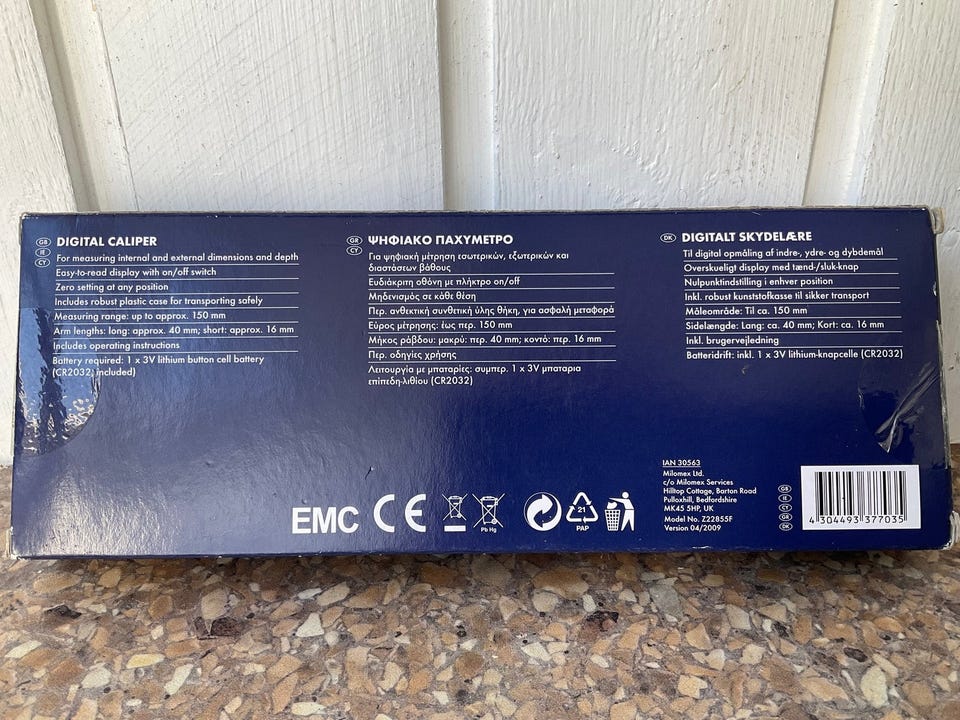 GB
IE
CY
DIGITAL CALIPER
For measuring internal and external dimensions and depth
Easy-to-read display with on/off switch
Zero setting at any position
Includes robust plastic case for transporting safely
Measuring range: up to approx. 150 mm
Arm lengths: long: approx. 40 mm; short: approx. 16 mm
Includes operating instructions
Battery required: 1 x 3V lithium button cell battery
(CR2032, included)
GR
CY
ΨΗΦΙΑΚΟ ΠΑΧΥΜΕΤΡΟ
Για ψηφιακή μέτρηση εσωτερικών, εξωτερικών και
διαστάσεων βάθους
Ευδιάκριτη οθόνη με πλήκτρο on/off
Μηδενισμός σε κάθε θέση
Περ. ανθεκτική συνθετική ύλης θήκη, για ασφαλή μεταφορά
Εύρος μέτρησης: έως περ. 150 mm
Μήκος ράβδου: μακρύ: περ. 40 mm; κοντό: περ. 16 mm
Περ. οδηγίες χρήσης
Λειτουργία με μπαταρίες: συμπερ. 1 x 3V μπαταρια
επίπεδη-λιθίου (CR2032)
DK
DIGITALT SKYDELÆRE
Til digital opmåling af indre-, ydre- og dybdemål
Overskueligt display med tænd-/sluk-knap
Nulpunktindstilling i enhver position
Inkl. robust kunststofkasse til sikker transport
Måleområde: Til ca. 150 mm
Sidelængde: Lang: ca. 40 mm; Kort: ca. 16 mm
Inkl. brugervejledning
Batteridrift: inkl. 1 x 3V lithium-knapcelle (CR2032)
EMC CE
Pb Hg
21
PAP
IAN 30563
Milomex Ltd.
c/o Milomex Services
Hilltop Cottage, Barton Road
Pulloxhill, Bedfordshire
MK45 5HP, UK
Model No. Z22855F
Version 04/2009
GB
IE
CY
GR
DK
4 304493 377035